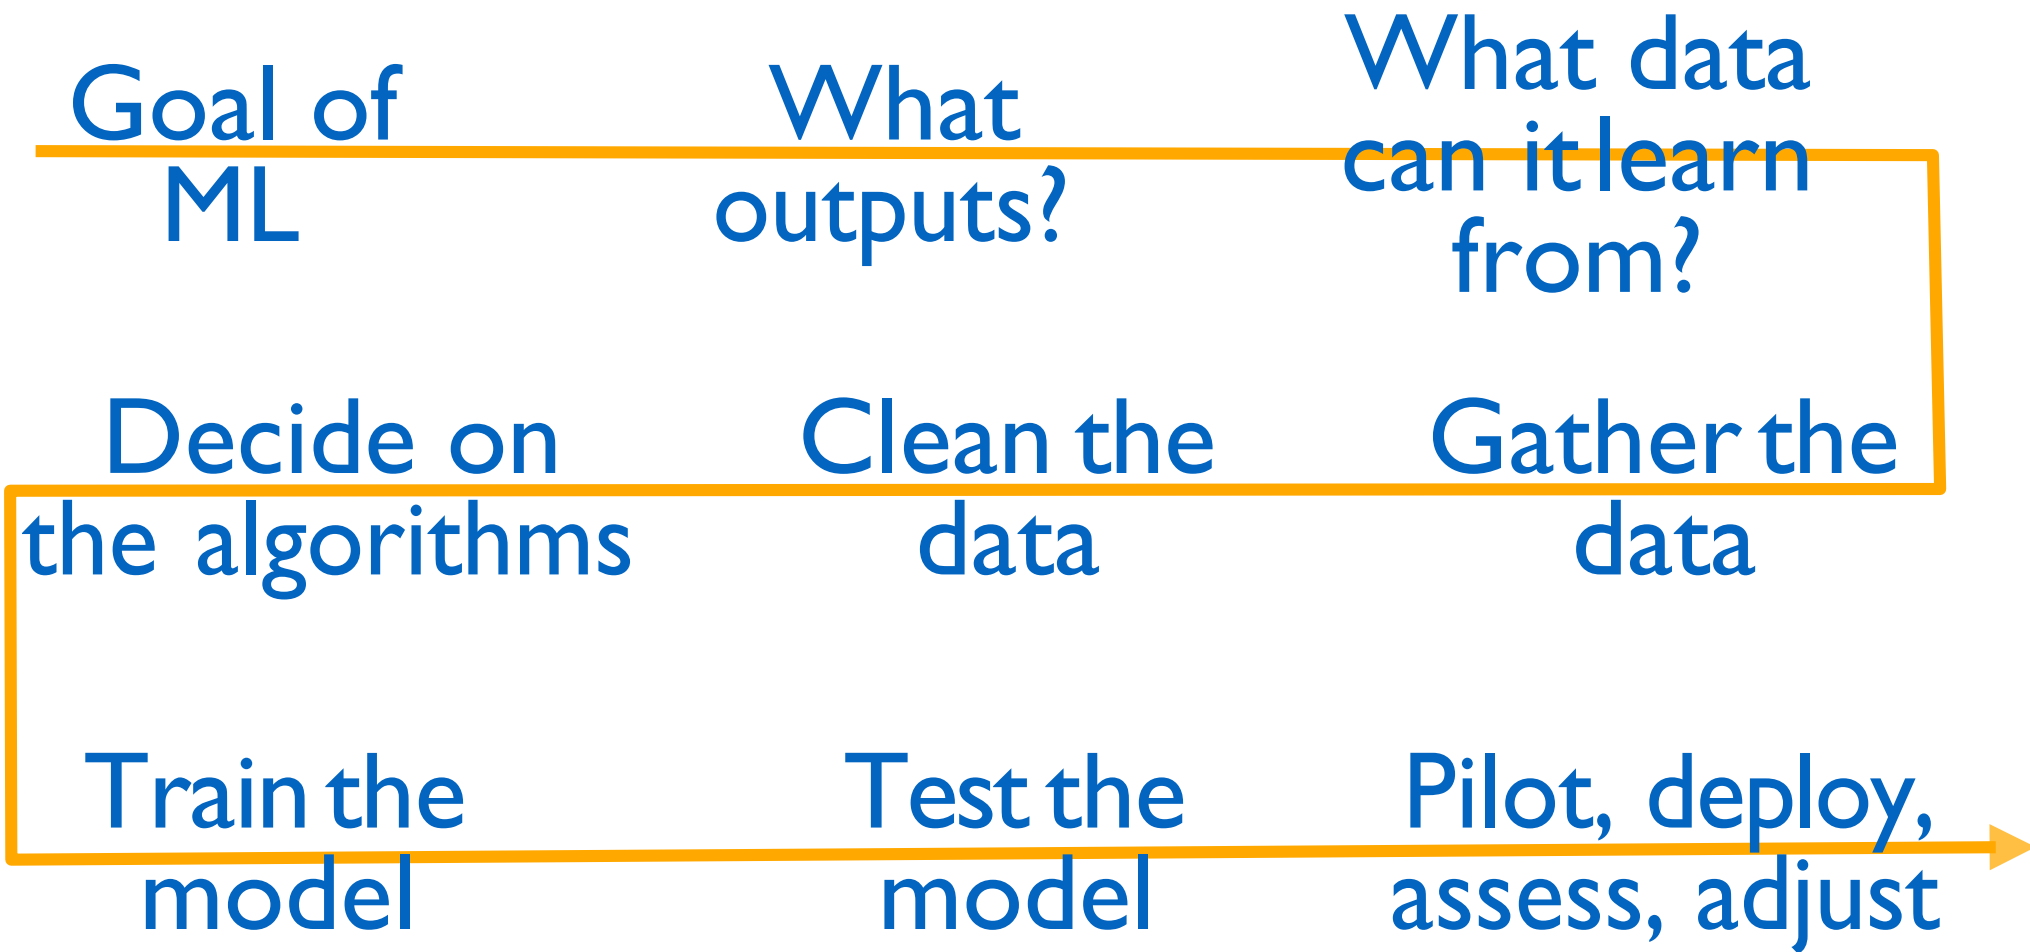 Goal of
ML
What
outputs?
What data
can it learn
from?
Decide on
the algorithms
Clean the
data
Gather the
data
Train the
model
Test the
model
Pilot, deploy,
assess, adjust